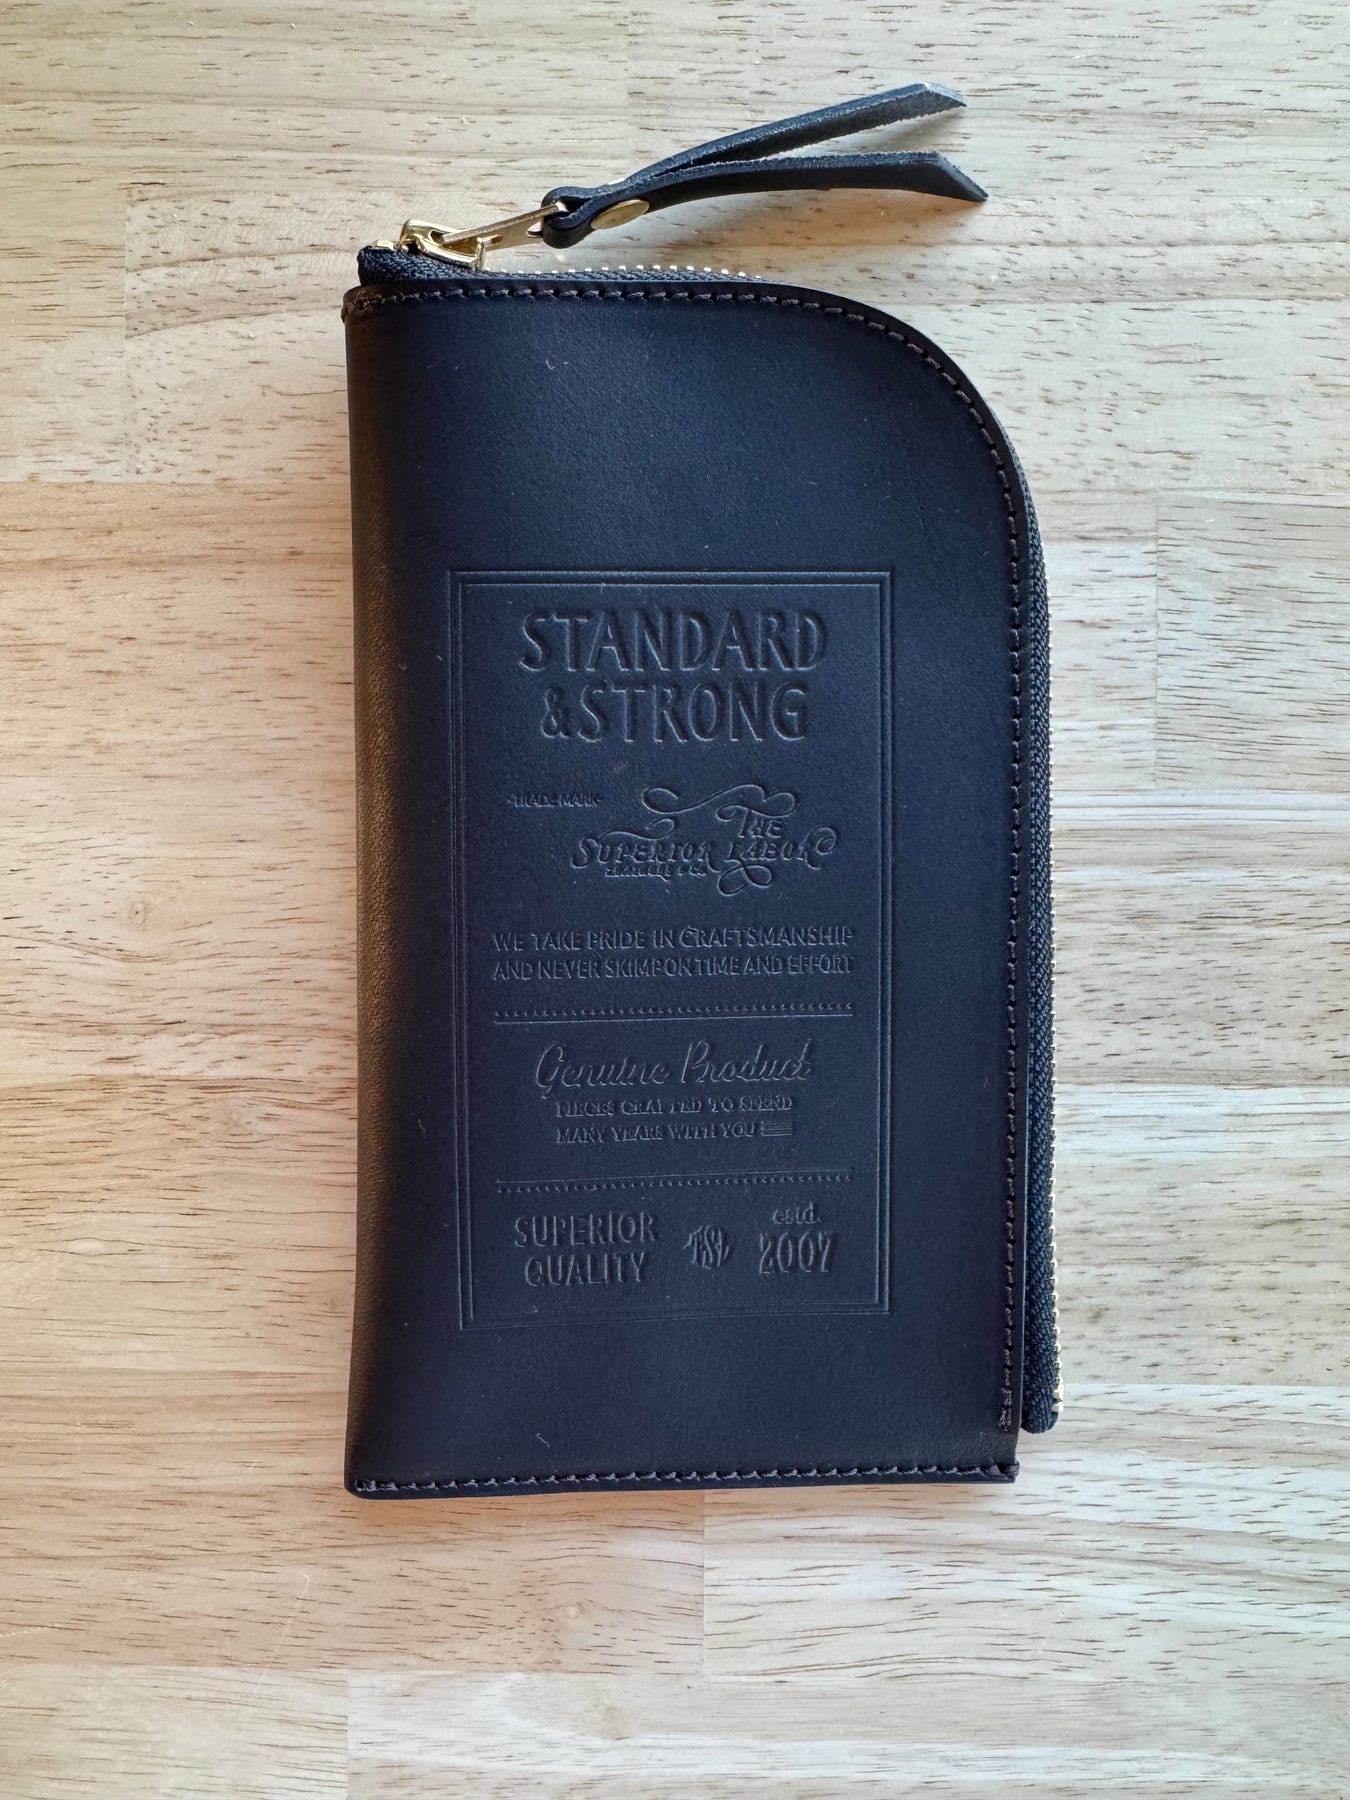 STANDARD
&STRONG
-TRADE MARK-
THE
SUPERIOR LABOR
WE TAKE PRIDE IN CRAFTSMANSHIP
AND NEVER SKIMP ON TIME AND EFFORT
Genuine Product
PIECES CRAFTED TO SPEND
MANY YEARS WITH YOU
SUPERIOR
QUALITY
TSL
estd.
2007